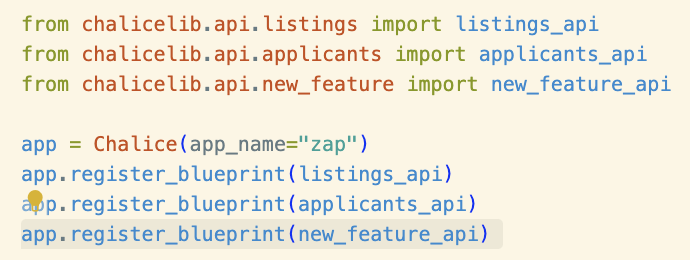 from chalicelib.api.listings import listings_api
from chalicelib.api.applicants import applicants_api
from chalicelib.api.new_feature import new_feature_api
app = Chalice(app_name="zap")
app.register_blueprint(listings_api)
app.register_blueprint(applicants_api)
app.register_blueprint(new_feature_api)